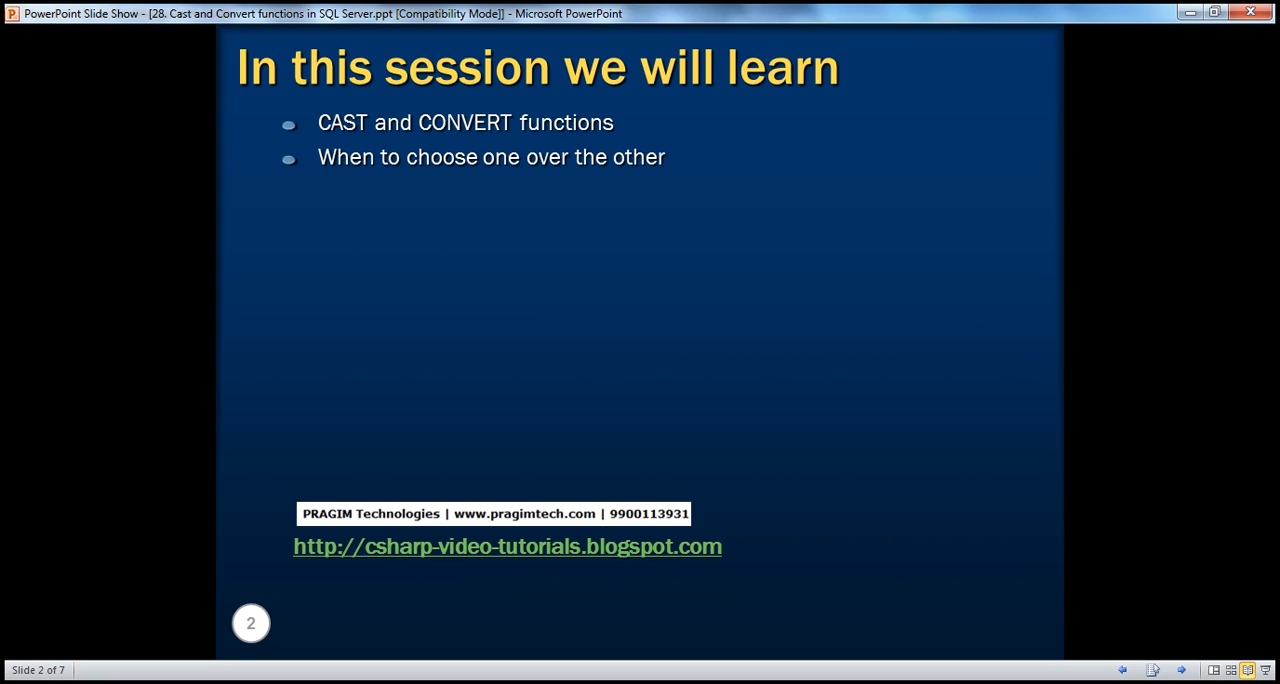 PowerPoint Slide Show - [28. Cast and Convert functions in SQL Server.ppt [Compatibility Mode]] - Microsoft PowerPoint
In this session we will learn
CAST and CONVERT functions
When to choose one over the other
PRAGIM Technologies | www.pragimtech.com | 9900113931
http://csharp-video-tutorials.blogspot.com
2
Slide 2 of 7